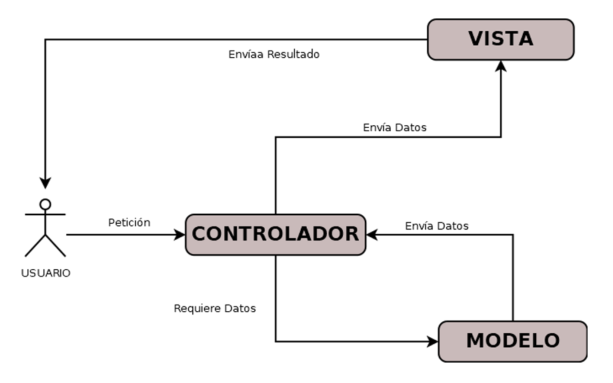 VISTA
Envíaa Resultado
Envía Datos
Petición
CONTROLADOR
Envía Datos
USUARIO
Requiere Datos
MODELO